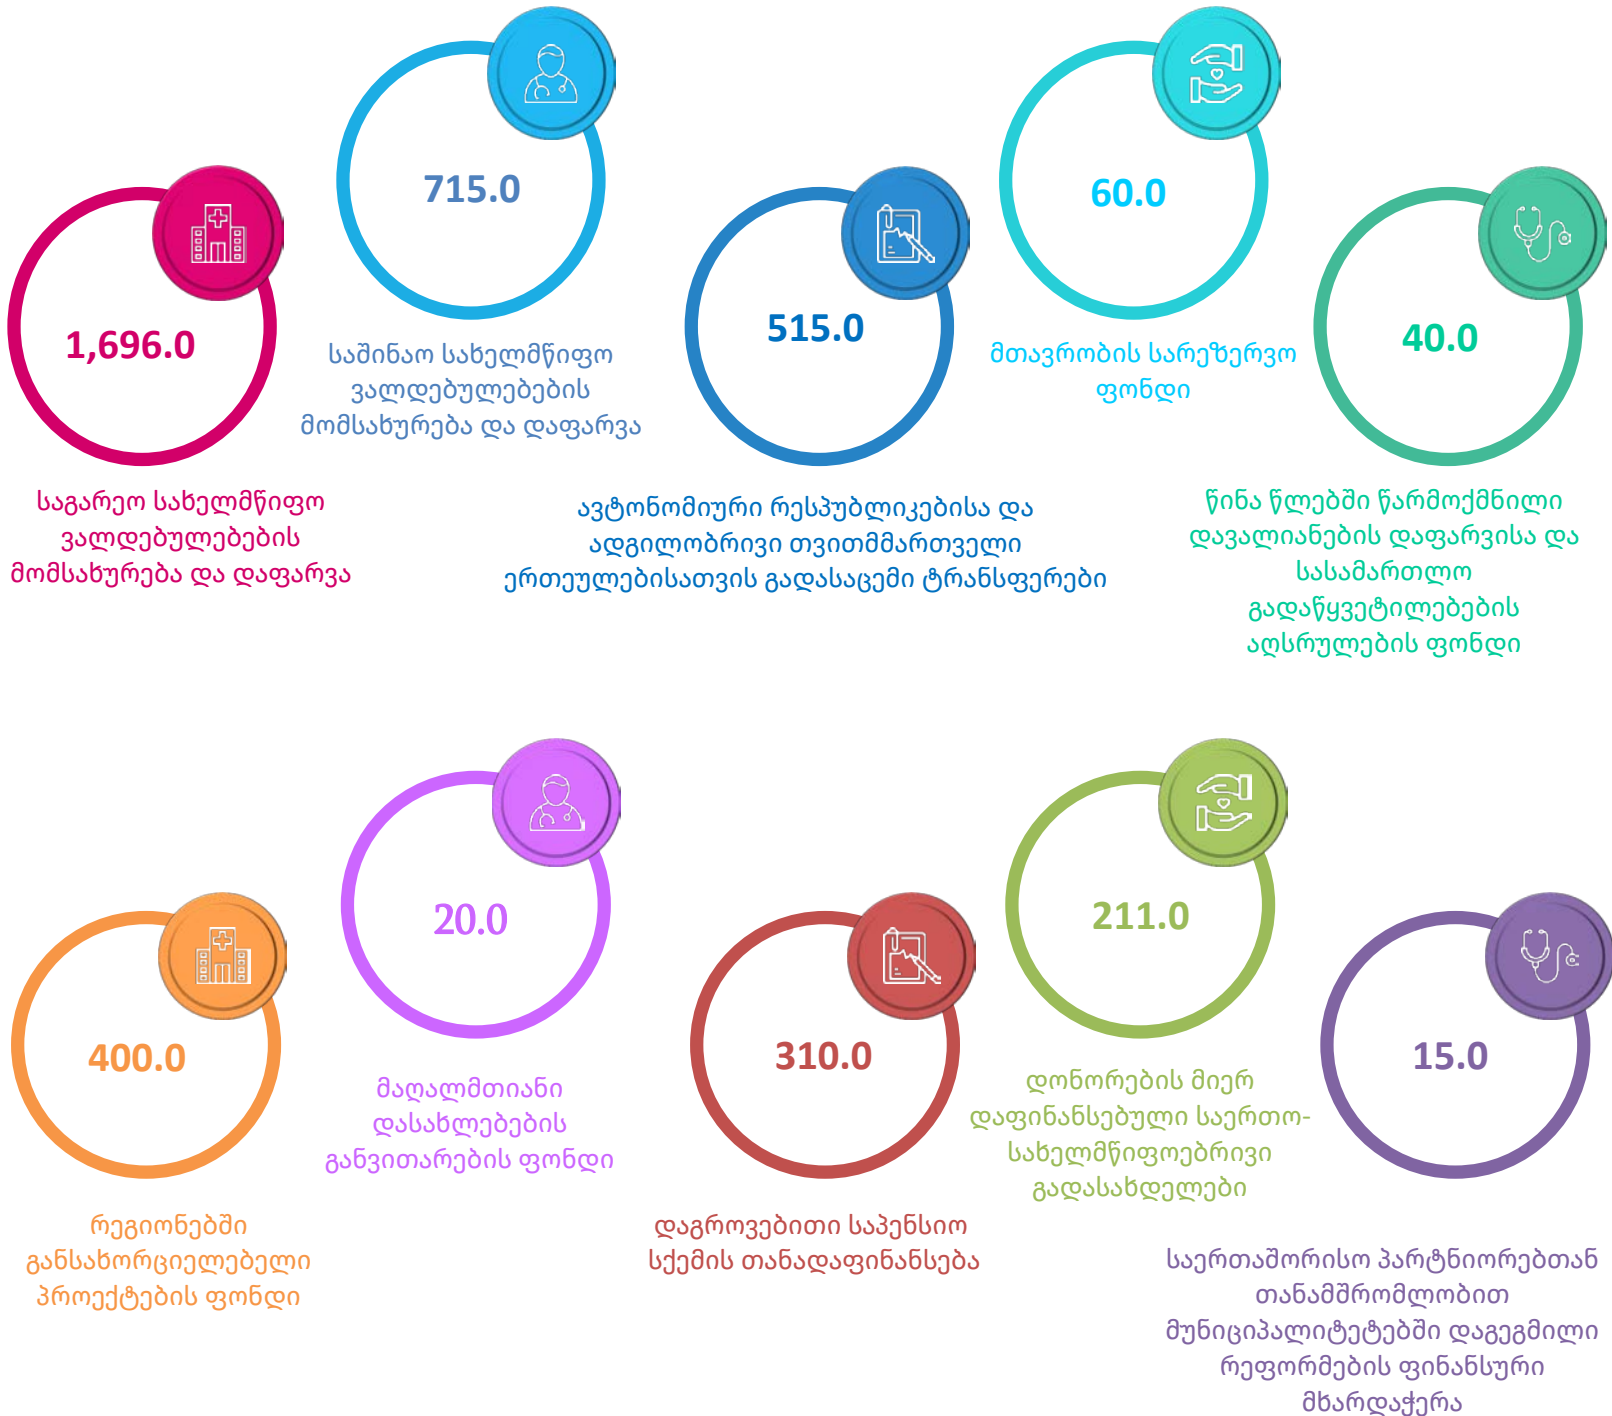 1,696.0
საგარეო სახელმწიფო
ვალდებულებების
მომსახურება და დაფარვა
715.0
საშინაო სახელმწიფო
ვალდებულებების
მომსახურება და დაფარვა
515.0
ავტონომიური რესპუბლიკებისა და
ადგილობრივი თვითმმართველი
ერთეულებისათვის გადასაცემი ტრანსფერები
60.0
მთავრობის სარეზერვო
ფონდი
40.0
წინა წლებში წარმოქმნილი
დავალიანების დაფარვისა და
სასამართლო
გადაწყვეტილებების
აღსრულების ფონდი
400.0
რეგიონებში
განსახორციელებელი
პროექტების ფონდი
20.0
მაღალმთიანი
დასახლებების
განვითარების ფონდი
310.0
დაგროვებითი საპენსიო
სქემის თანადაფინანსება
211.0
დონორების მიერ
დაფინანსებული საერთო-
სახელმწიფოებრივი
გადასახდელები
15.0
საერთაშორისო პარტნიორებთან
თანამშრომლობით
მუნიციპალიტეტებში დაგეგმილი
რეფორმების ფინანსური
მხარდაჭერა